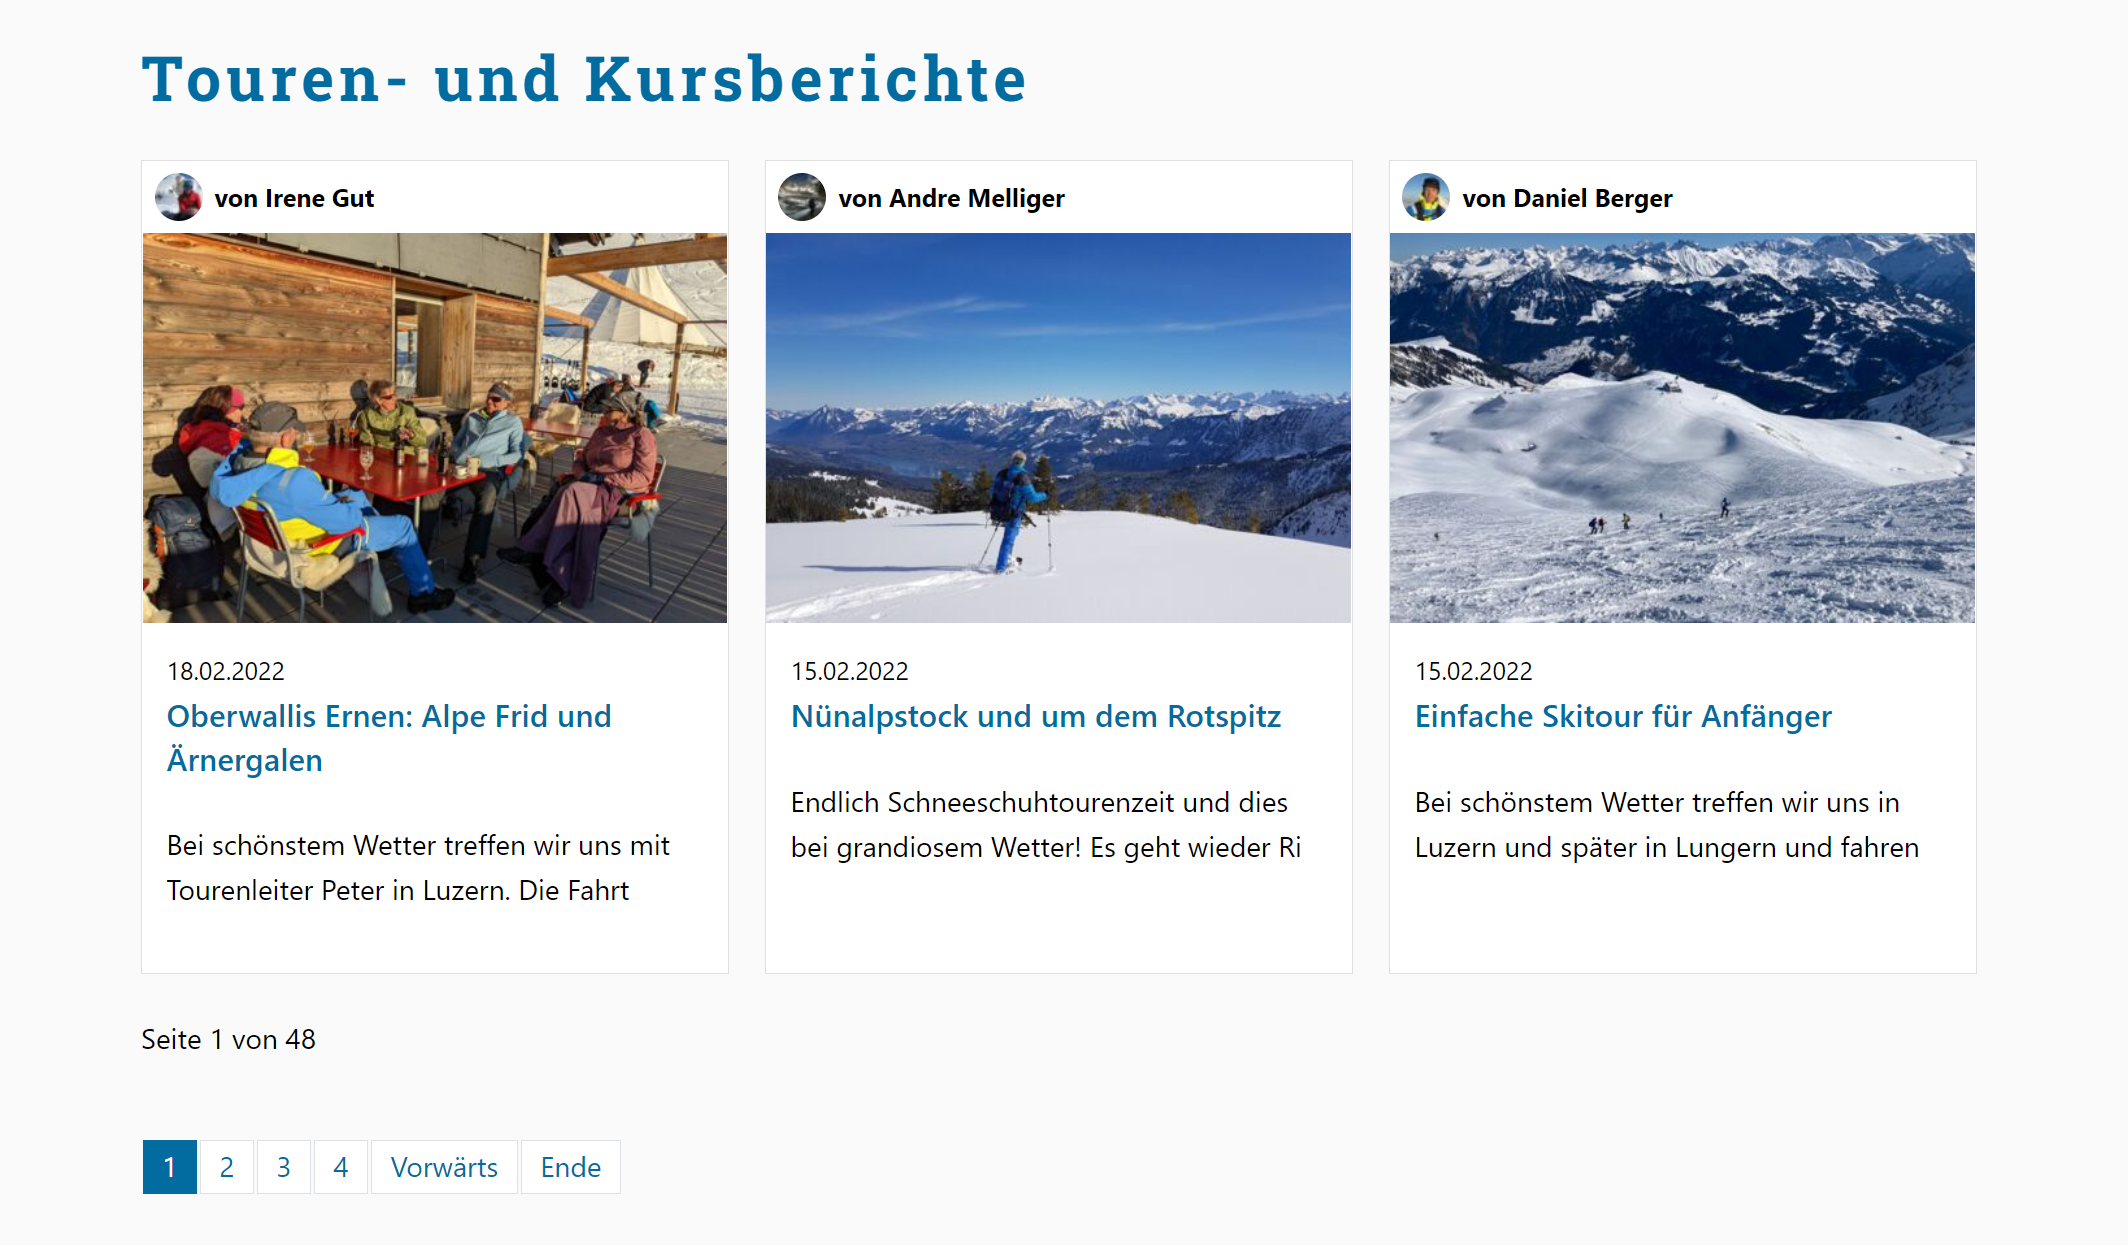 Touren- und Kursberichte
von Irene Gut
18.02.2022
Oberwallis Ernen: Alpe Frid und
Ärnergalen
Bei schönstem Wetter treffen wir uns mit
Tourenleiter Peter in Luzern. Die Fahrt
von Andre Melliger
15.02.2022
Nünalpstock und um dem Rotspitz
Endlich Schneeschuhtourenzeit und dies
bei grandiosem Wetter! Es geht wieder Ri
von Daniel Berger
15.02.2022
Einfache Skitour für Anfänger
Bei schönstem Wetter treffen wir uns in
Luzern und später in Lungern und fahren
Seite 1 von 48
1 2 3 4 Vorwärts Ende